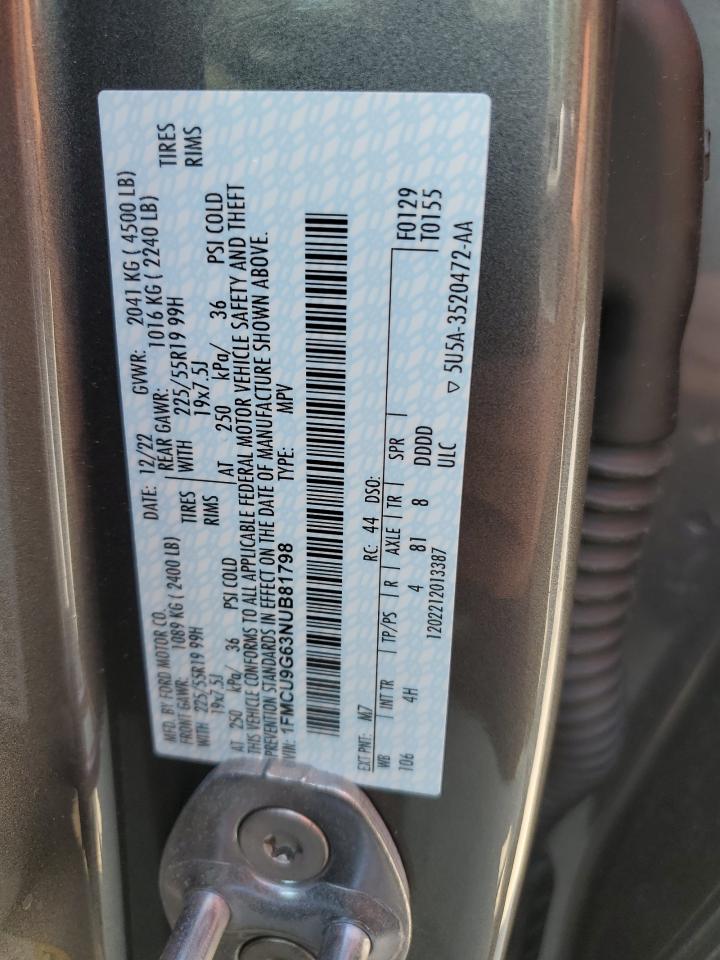 MFD. BY FORD MOTOR CO. DATE: 12/22 GVWR: 2041 KG ( 4500 LB)
FRONT GAWR: 1089 KG ( 2400 LB) REAR GAWR: 1016 KG ( 2240 LB)
WITH 225/55R19 99H TIRES WITH 225/55R19 99H TIRES
19x7.5J RIMS 19x7.5J RIMS
AT 250 kPa/ 36 PSI COLD AT 250 kPa/ 36 PSI COLD
THIS VEHICLE CONFORMS TO ALL APPLICABLE FEDERAL MOTOR VEHICLE SAFETY AND THEFT
PREVENTION STANDARDS IN EFFECT ON THE DATE OF MANUFACTURE SHOWN ABOVE.
VIN: 1FMCU9G63NUB81798 TYPE: MPV
EXT PNT: M7 RC: 44 DSO: F0129
WB INT TR TP/PS R AXLE TR SPR T0155
106 4H 4 81 8 DDDD
1202212013387 ULC ▽ 5U5A-3520472-AA